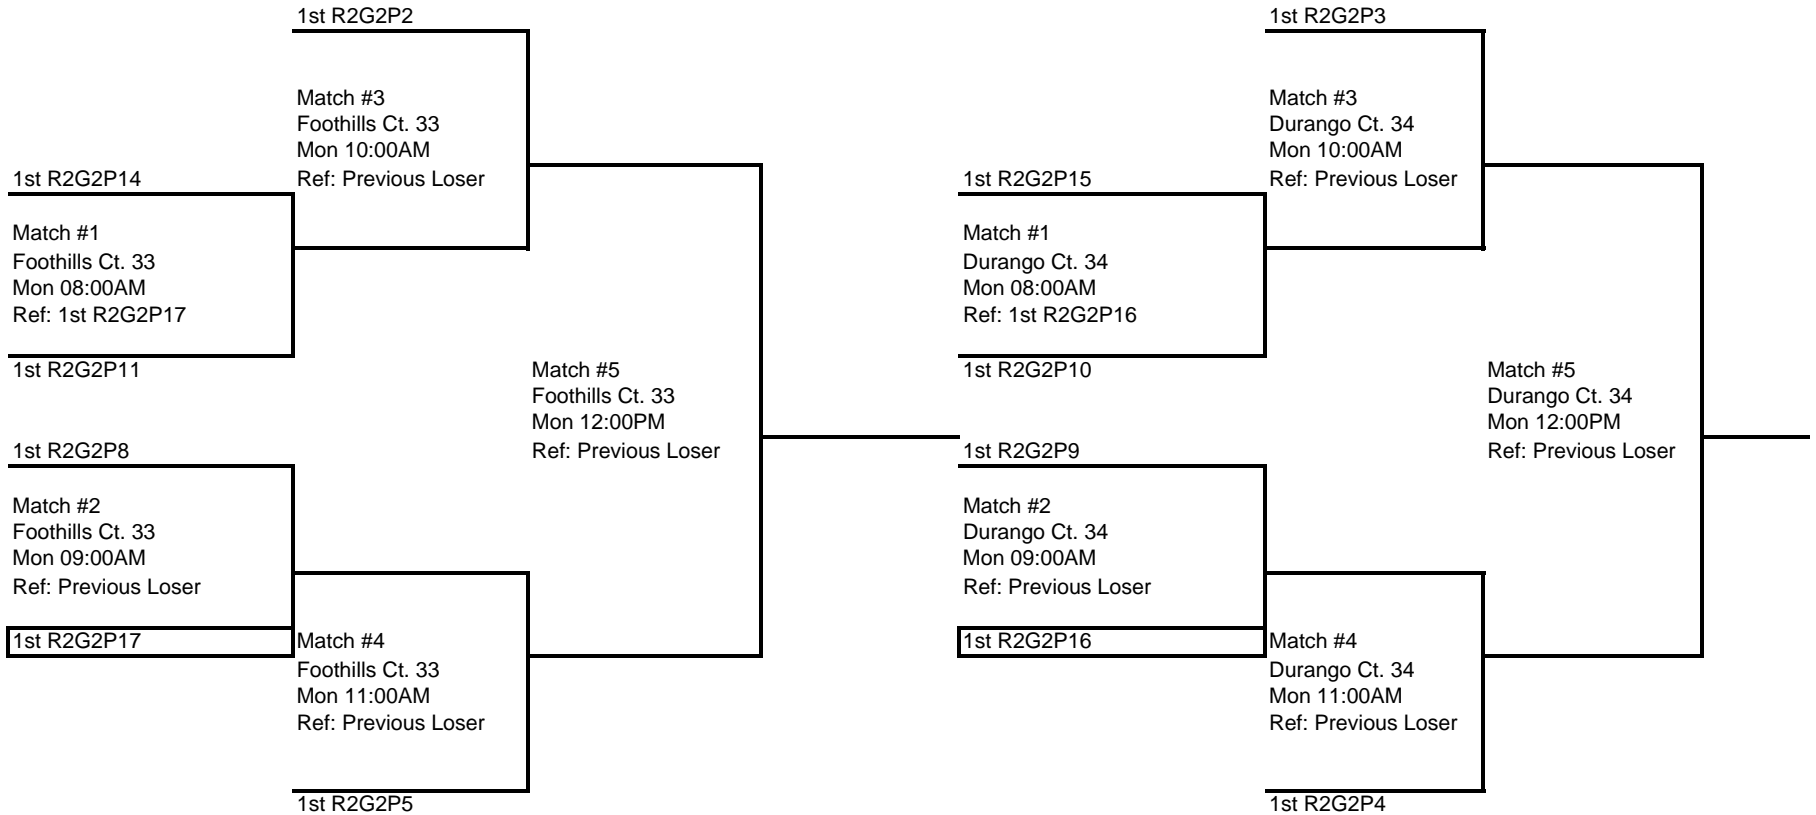 1st R2G2P2
Match #3
Foothills Ct. 33
Mon 10:00AM
Ref: Previous Loser
1st R2G2P14
Match #1
Foothills Ct. 33
Mon 08:00AM
Ref: 1st R2G2P17
1st R2G2P11
Match #5
Foothills Ct. 33
Mon 12:00PM
Ref: Previous Loser
1st R2G2P8
Match #2
Foothills Ct. 33
Mon 09:00AM
Ref: Previous Loser
1st R2G2P17
Match #4
Foothills Ct. 33
Mon 11:00AM
Ref: Previous Loser
1st R2G2P5
1st R2G2P3
Match #3
Durango Ct. 34
Mon 10:00AM
Ref: Previous Loser
1st R2G2P15
Match #1
Durango Ct. 34
Mon 08:00AM
Ref: 1st R2G2P16
1st R2G2P10
Match #5
Durango Ct. 34
Mon 12:00PM
Ref: Previous Loser
1st R2G2P9
Match #2
Durango Ct. 34
Mon 09:00AM
Ref: Previous Loser
1st R2G2P16
Match #4
Durango Ct. 34
Mon 11:00AM
Ref: Previous Loser
1st R2G2P4